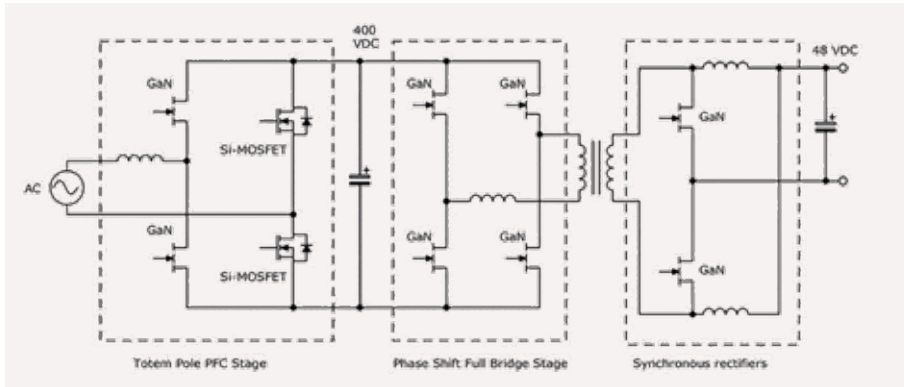 400
VDC
48 VDC
GaN
GaN
GaN
GaN
Si-MOSFET
AC
GaN
GaN
GaN
GaN
Si-MOSFET
Totem Pole PFC Stage
Phase Shift Full Bridge Stage
Synchronous rectifiers